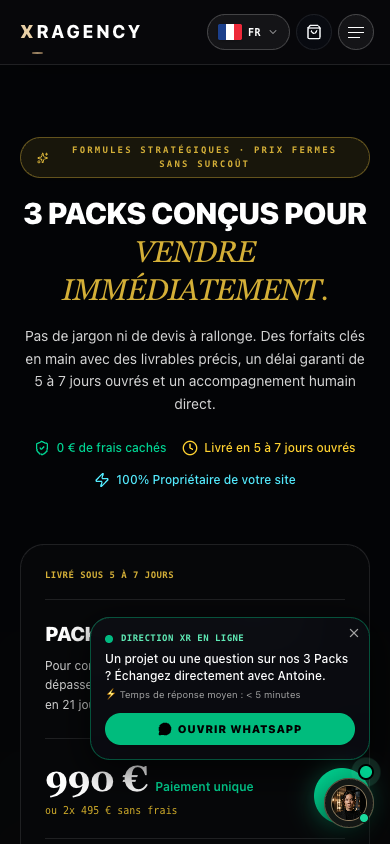 XRAGENCY
FR
FORMULES STRATÉGIQUES · PRIX FERMES
SANS SURCOÛT
3 PACKS CONÇUS POUR
VENDRE
IMMÉDIATEMENT.
Pas de jargon ni de devis à rallonge. Des forfaits clés
en main avec des livrables précis, un délai garanti de
5 à 7 jours ouvrés et un accompagnement humain
direct.
0 € de frais cachés
Livré en 5 à 7 jours ouvrés
100% Propriétaire de votre site
LIVRÉ SOUS 5 À 7 JOURS
PACK
Pour
dépasse
en 21
DIRECTION XR EN LIGNE
Un projet ou une question sur nos 3 Packs
? Échangez directement avec Antoine.
⚡ Temps de réponse moyen : < 5 minutes
OUVRIR WHATSAPP
990 € Paiement unique
ou 2x 495 € sans frais